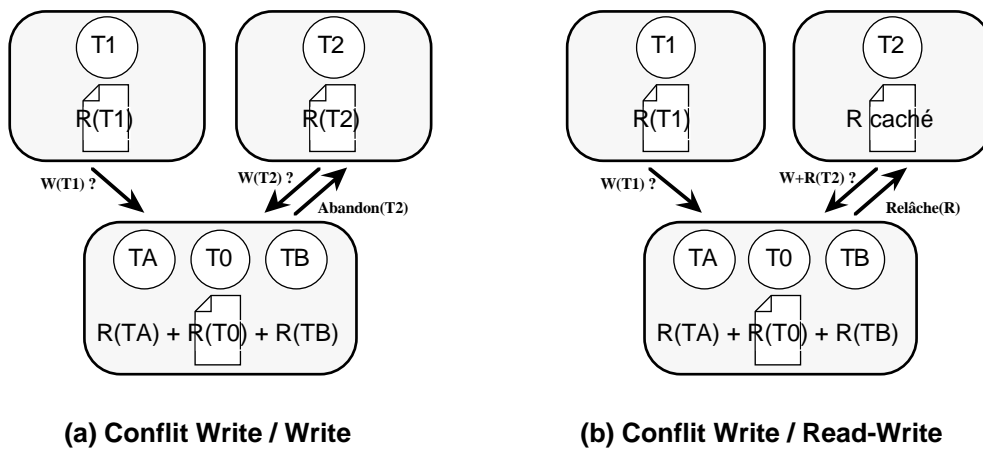 T1
T2
R(T1)
R(T2)
W(T1) ?
W(T2) ?
Abandon(T2)
TA
T0
TB
R(TA) + R(T0) + R(TB)
(a) Conflit Write / Write
T1
T2
R(T1)
R caché
W(T1) ?
W+R(T2) ?
Relâche(R)
TA
T0
TB
R(TA) + R(T0) + R(TB)
(b) Conflit Write / Read-Write